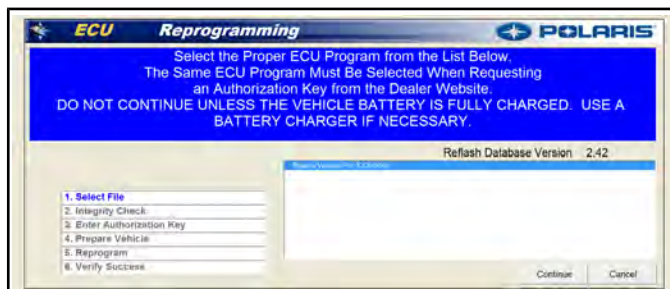 ECU Reprogramming POLARIS
Select the Proper ECU Program from the List Below.
The Same ECU Program Must Be Selected When Requesting
an Authorization Key from the Dealer Website.
DO NOT CONTINUE UNLESS THE VEHICLE BATTERY IS FULLY CHARGED. USE A
BATTERY CHARGER IF NECESSARY.
Reflash Database Version 2.42
1. Select File
2. Integrity Check
3. Enter Authorization Key
4. Prepare Vehicle
5. Reprogram
6. Verify Success
Continue Cancel